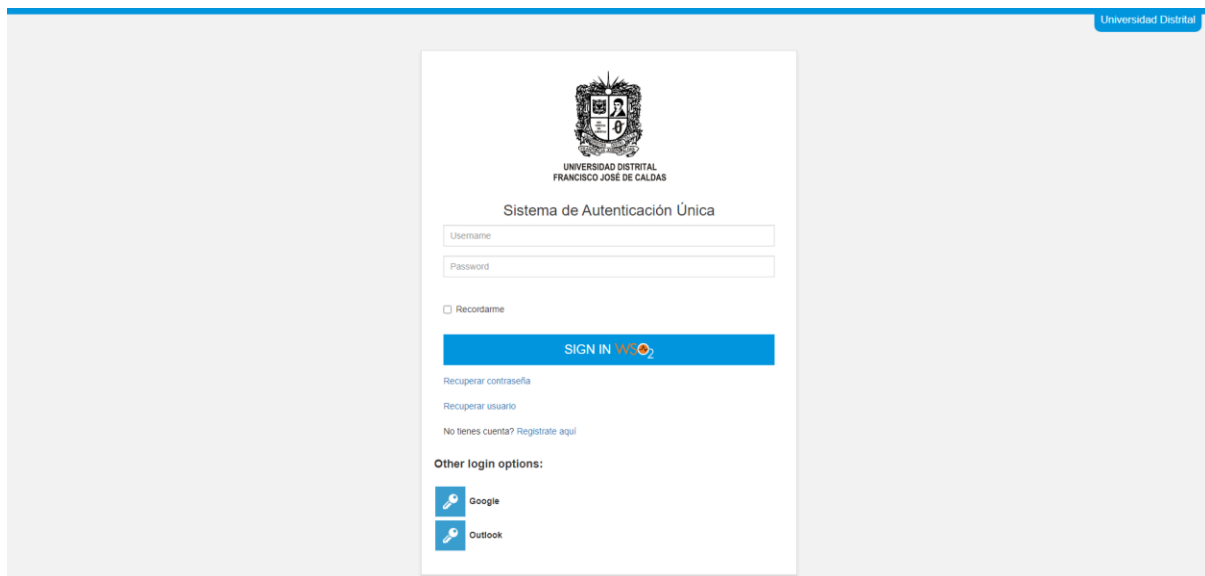 Universidad Distrital
UNIVERSIDAD DISTRITAL
FRANCISCO JOSÉ DE CALDAS
Sistema de Autenticación Única
Username
Password
Recordarme
SIGN IN WSO2
Recuperar contraseña
Recuperar usuario
No tienes cuenta? Registrate aquí
Other login options:
Google
Outlook